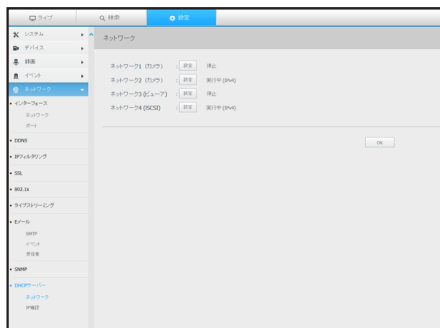 ライブ
検索
設定
システム
デバイス
録画
イベント
ネットワーク
インターフェース
ネットワーク
ポート
DDNS
IPフィルタリング
SSL
802.1x
ライブストリーミング
Eメール
SMTP
イベント
受信者
SNMP
DHCPサーバー
ネットワーク
IP確認
ネットワーク
ネットワーク1 (カメラ) : 設定 停止
ネットワーク2 (カメラ) : 設定 実行中 (IPv4)
ネットワーク3 (ビューア) : 設定 停止
ネットワーク4 (iSCSI) : 設定 実行中 (IPv4)
OK